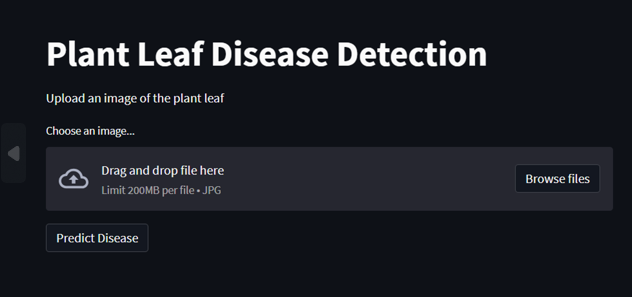 Plant Leaf Disease Detection
Upload an image of the plant leaf
Choose an image...
Drag and drop file here
Limit 200MB per file • JPG
Browse files
Predict Disease